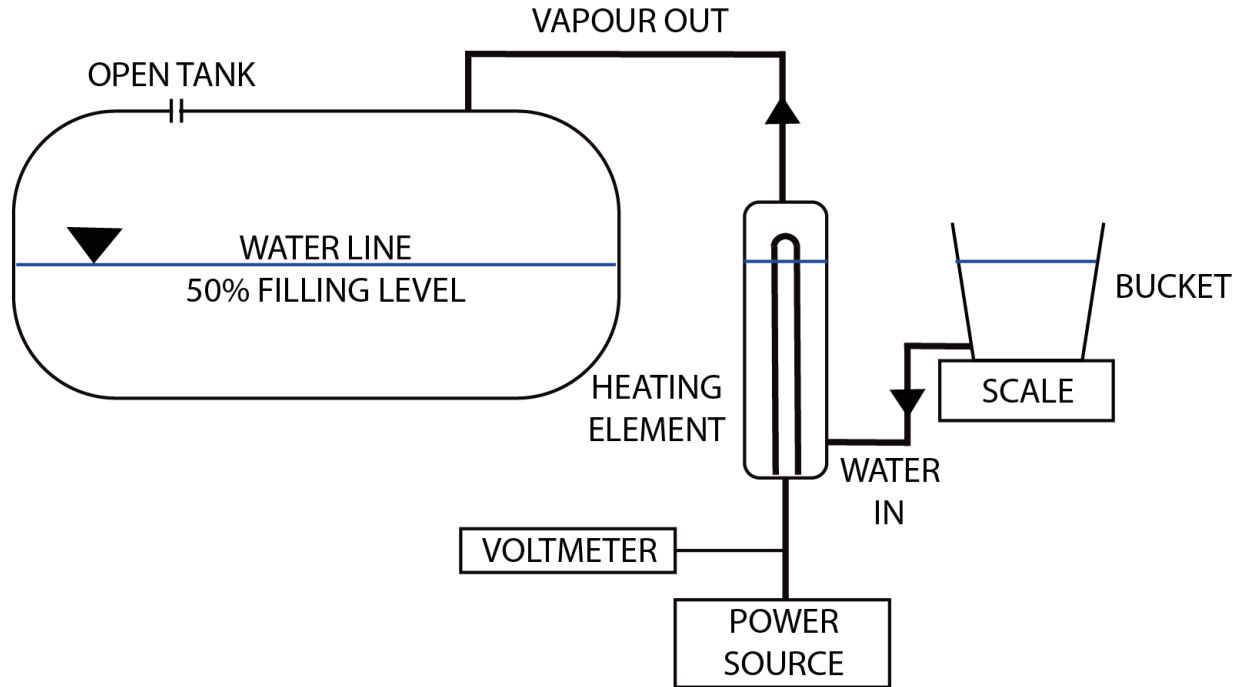 VAPOUR OUT
OPEN TANK
WATER LINE
50% FILLING LEVEL
BUCKET
SCALE
HEATING
ELEMENT
WATER
IN
VOLTMETER
POWER
SOURCE